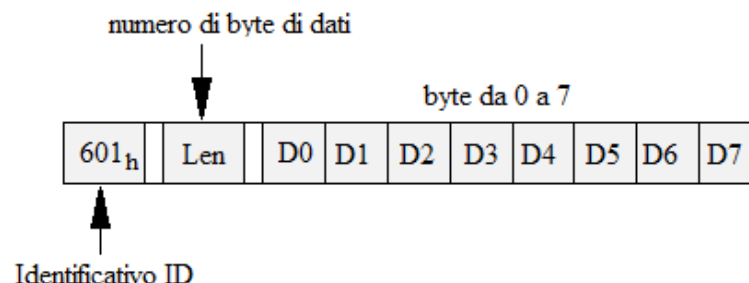 numero di byte di dati
byte da 0 a 7
601h Len D0 D1 D2 D3 D4 D5 D6 D7
Identificativo ID